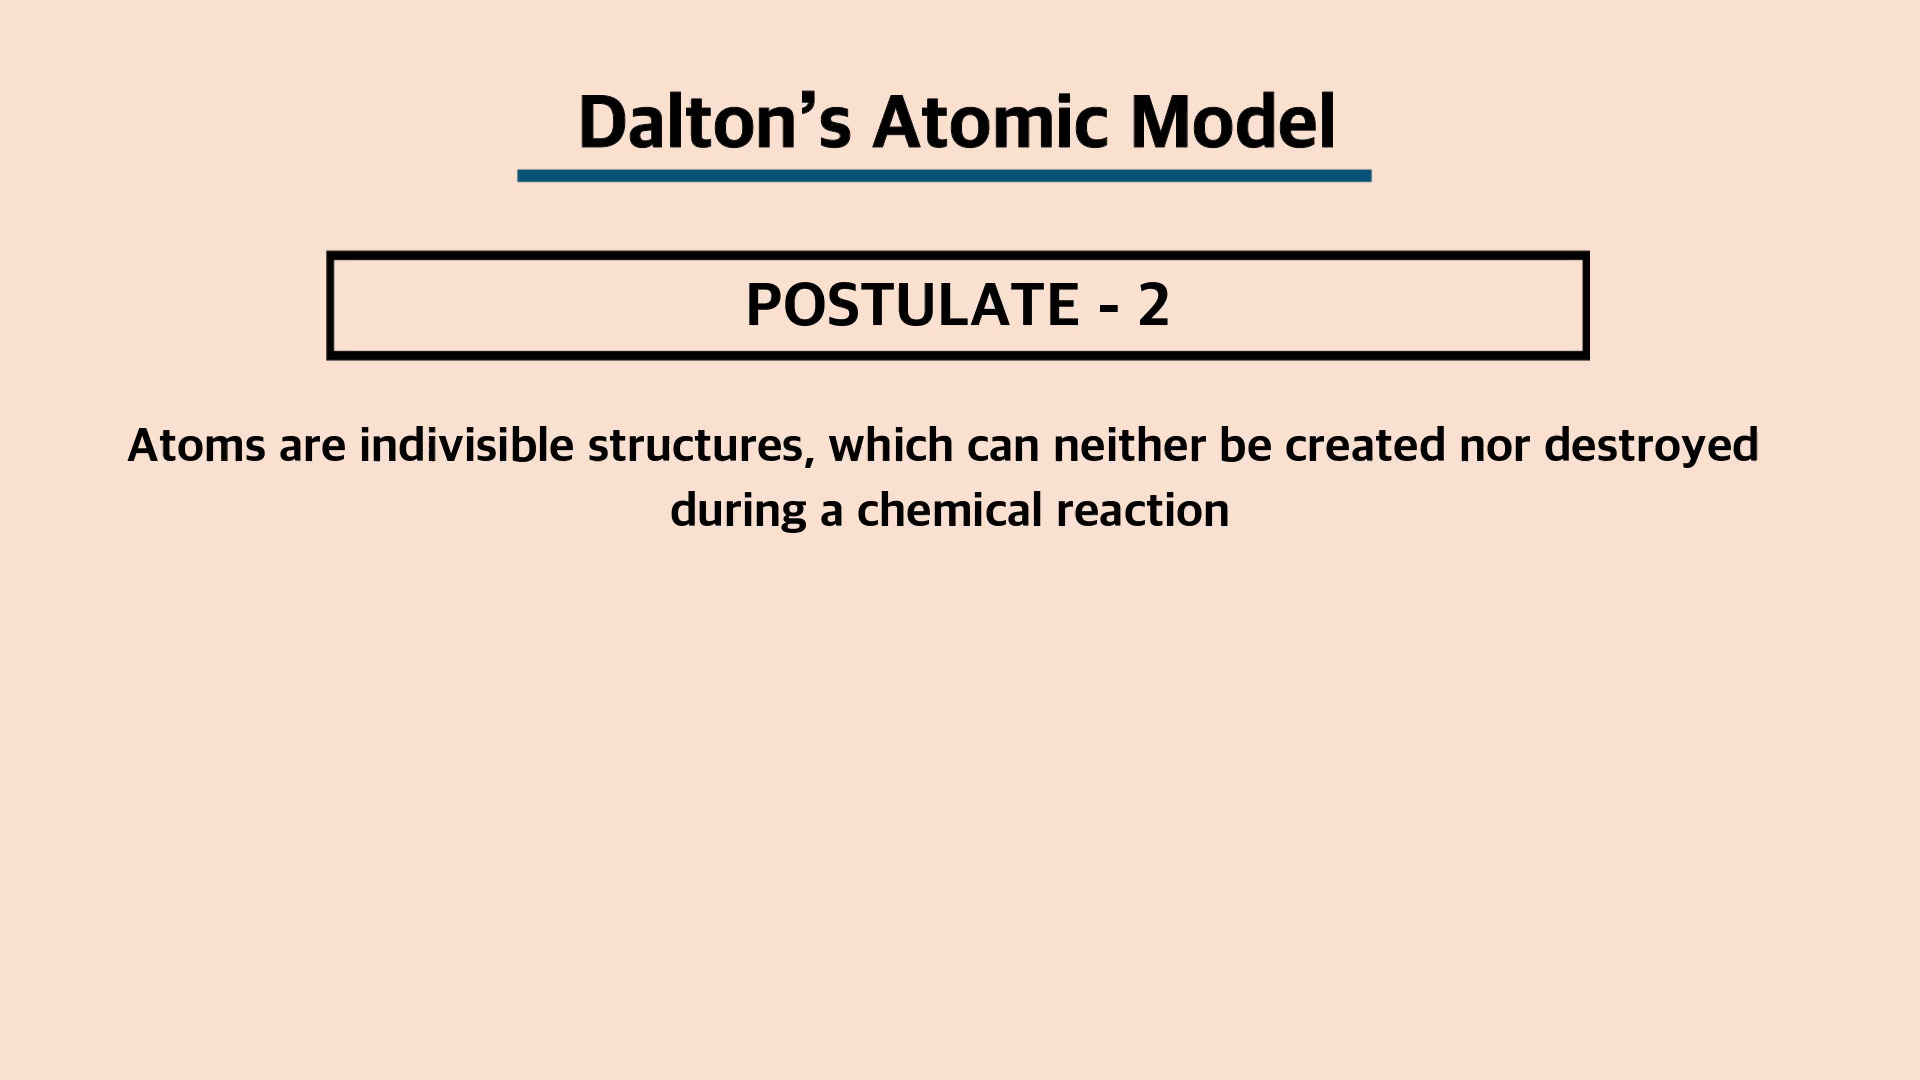 Dalton’s Atomic Model
POSTULATE - 2
Atoms are indivisible structures, which can neither be created nor destroyed
during a chemical reaction